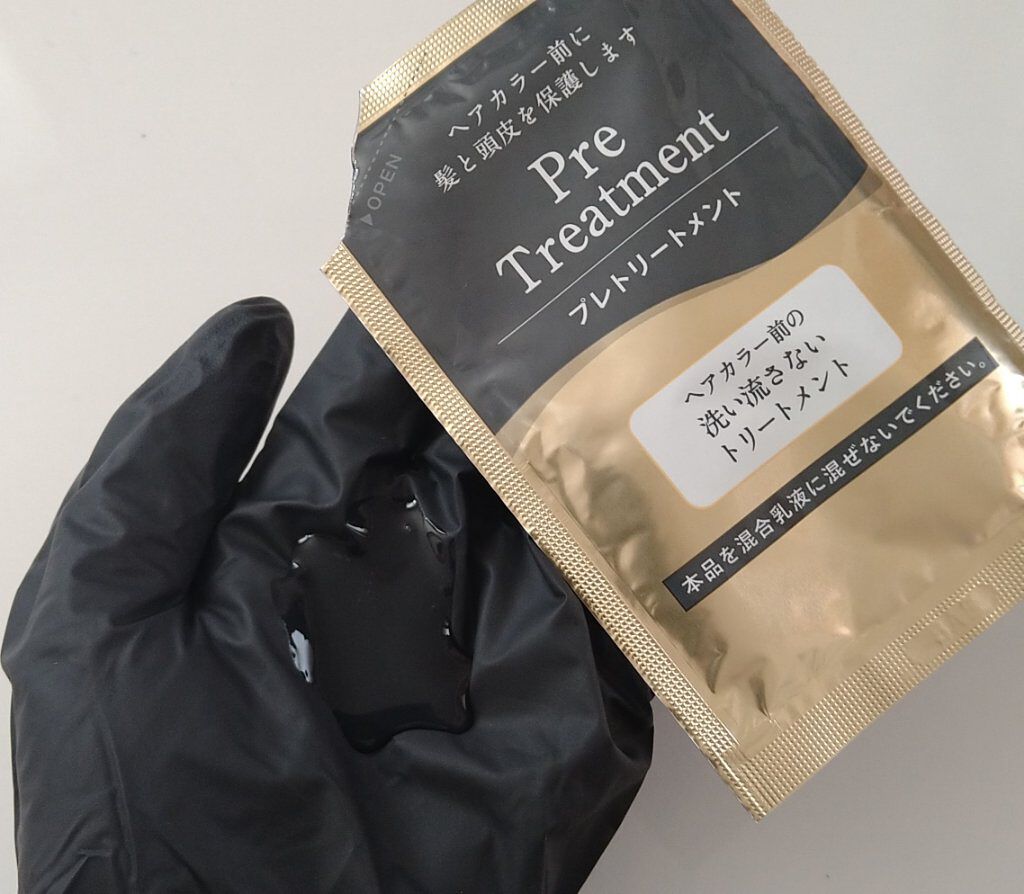 ヘアカラー前に
髪と頭皮を保護します
▶OPEN
Pre
Treatment
プレトリートメント
ヘアカラー前の
洗い流さない
トリートメント
本品を混合乳液に混ぜないでください。